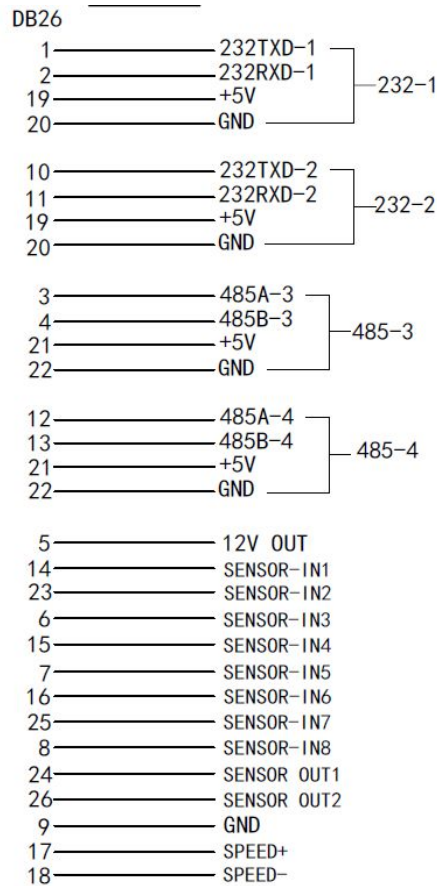 DB26
1 232TXD-1
2 232RXD-1
232-1
19 +5V
20 GND
10 232TXD-2
11 232RXD-2
232-2
19 +5V
20 GND
3 485A-3
4 485B-3
485-3
21 +5V
22 GND
12 485A-4
13 485B-4
485-4
21 +5V
22 GND
5 12V OUT
14 SENSOR-IN1
23 SENSOR-IN2
6 SENSOR-IN3
15 SENSOR-IN4
7 SENSOR-IN5
16 SENSOR-IN6
25 SENSOR-IN7
8 SENSOR-IN8
24 SENSOR OUT1
26 SENSOR OUT2
9 GND
17 SPEED+
18 SPEED-